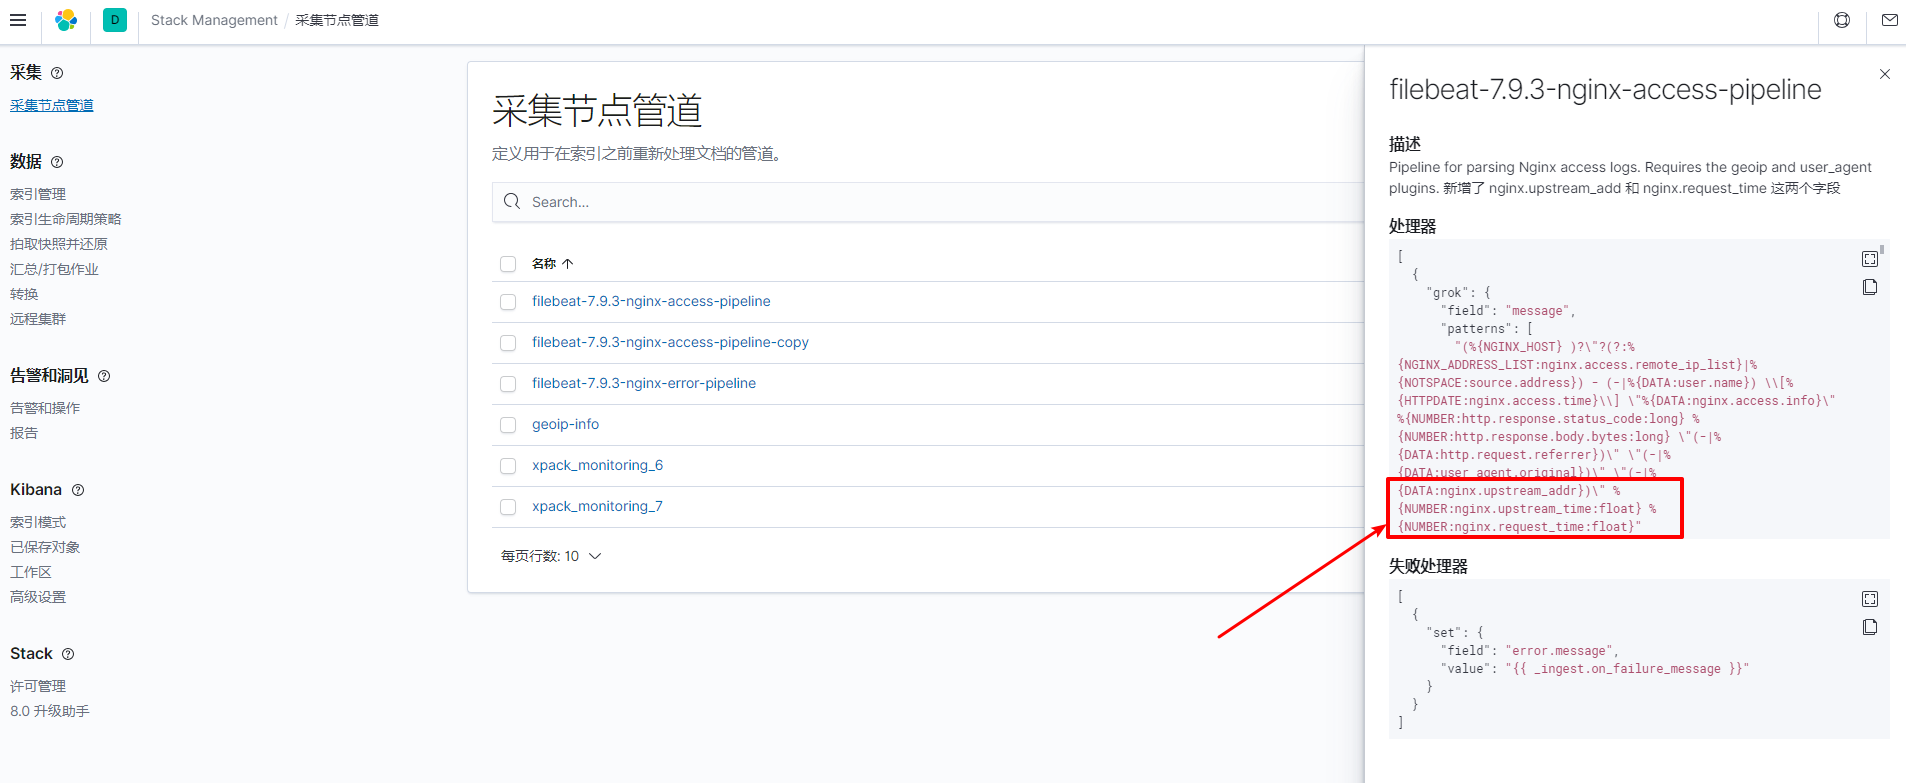 D
Stack Management / 采集节点管道
采集
采集节点管道
数据
索引管理
索引生命周期策略
拍取快照并还原
汇总/打包作业
转换
远程集群
告警和洞见
告警和操作
报告
Kibana
索引模式
已保存对象
工作区
高级设置
Stack
许可管理
8.0 升级助手
采集节点管道
定义用于在索引之前重新处理文档的管道。
Search...
名称
filebeat-7.9.3-nginx-access-pipeline
filebeat-7.9.3-nginx-access-pipeline-copy
filebeat-7.9.3-nginx-error-pipeline
geoip-info
xpack_monitoring_6
xpack_monitoring_7
每页行数: 10
filebeat-7.9.3-nginx-access-pipeline
描述
Pipeline for parsing Nginx access logs. Requires the geoip and user_agent
plugins. 新增了 nginx.upstream_add 和 nginx.request_time 这两个字段
处理器
[
{
"grok": {
"field": "message",
"patterns": [
"(%{NGINX_HOST} )?\"?(?:%
{NGINX_ADDRESS_LIST:nginx.access.remote_ip_list}|%
{NOTSPACE:source.address}) - (-|%{DATA:user.name}) \\[%
{HTTPDATE:nginx.access.time}\\] \"%{DATA:nginx.access.info}\"
%{NUMBER:http.response.status_code:long} %
{NUMBER:http.response.body.bytes:long} \"(-|%
{DATA:http.request.referrer})\" \"(-|%
{DATA:user_agent.original})\" \"(-|%
{DATA:nginx.upstream_addr})\" %
{NUMBER:nginx.upstream_time:float} %
{NUMBER:nginx.request_time:float}"
失败处理器
[
{
"set": {
"field": "error.message",
"value": "{{ _ingest.on_failure_message }}"
}
}
]